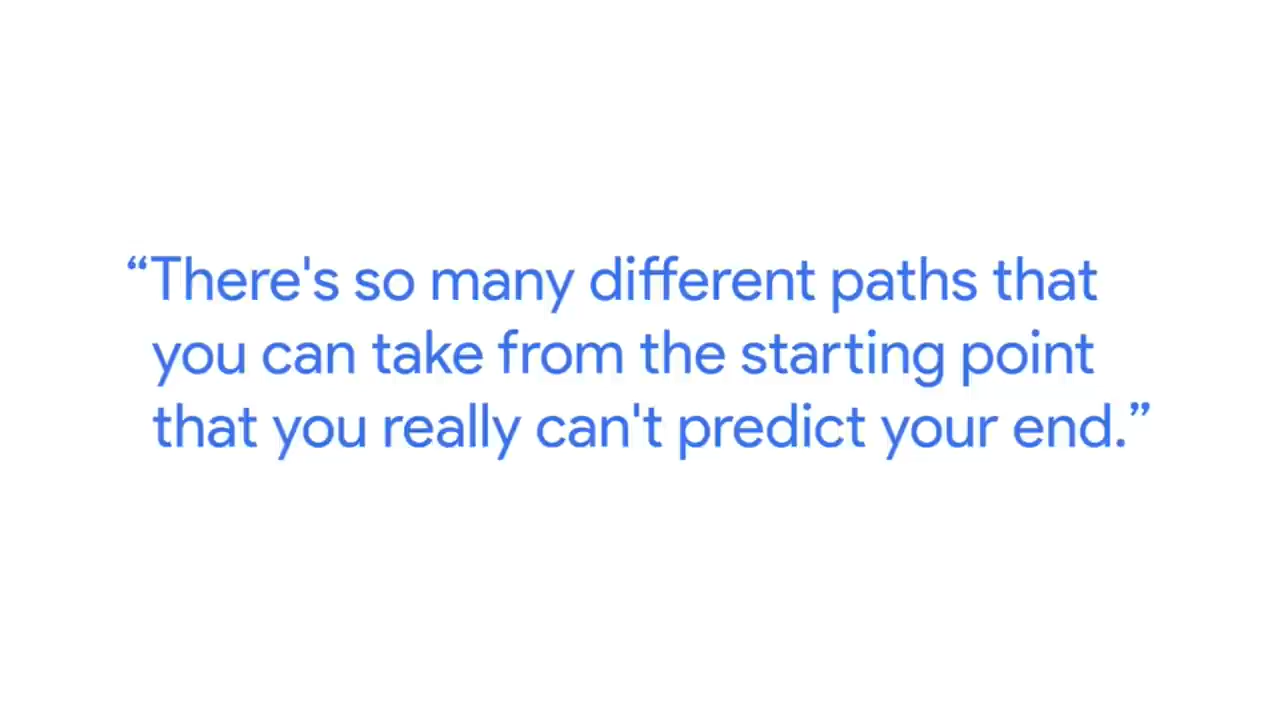 “There's so many different paths that
you can take from the starting point
that you really can't predict your end.”